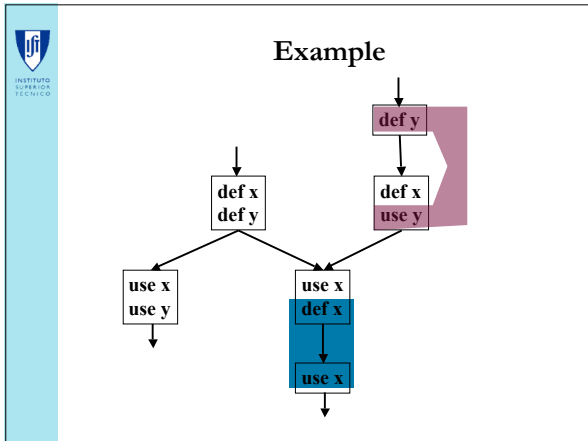 INSTITUTO
SUPERIOR
TÉCNICO
Example
def y
def x
def y
def x
use y
use x
use y
use x
def x
use x